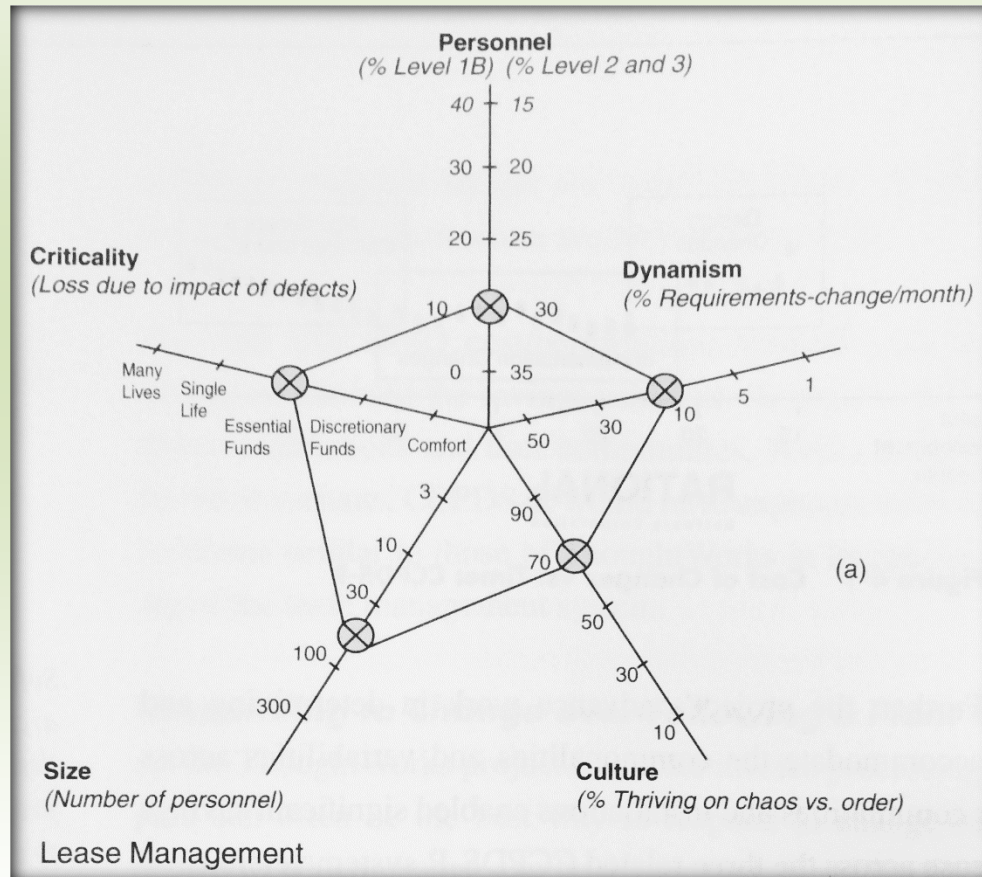 Personnel
(% Level 1B) (% Level 2 and 3)
40 15
30 20
20 25
10 30
0 35
Criticality
(Loss due to impact of defects)
Many
Lives
Single
Life
Essential
Funds
Discretionary
Funds
Comfort
Dynamism
(% Requirements-change/month)
50
30
10
5
1
3
10
30
100
300
90
70
50
30
10
(a)
Size
(Number of personnel)
Culture
(% Thriving on chaos vs. order)
Lease Management